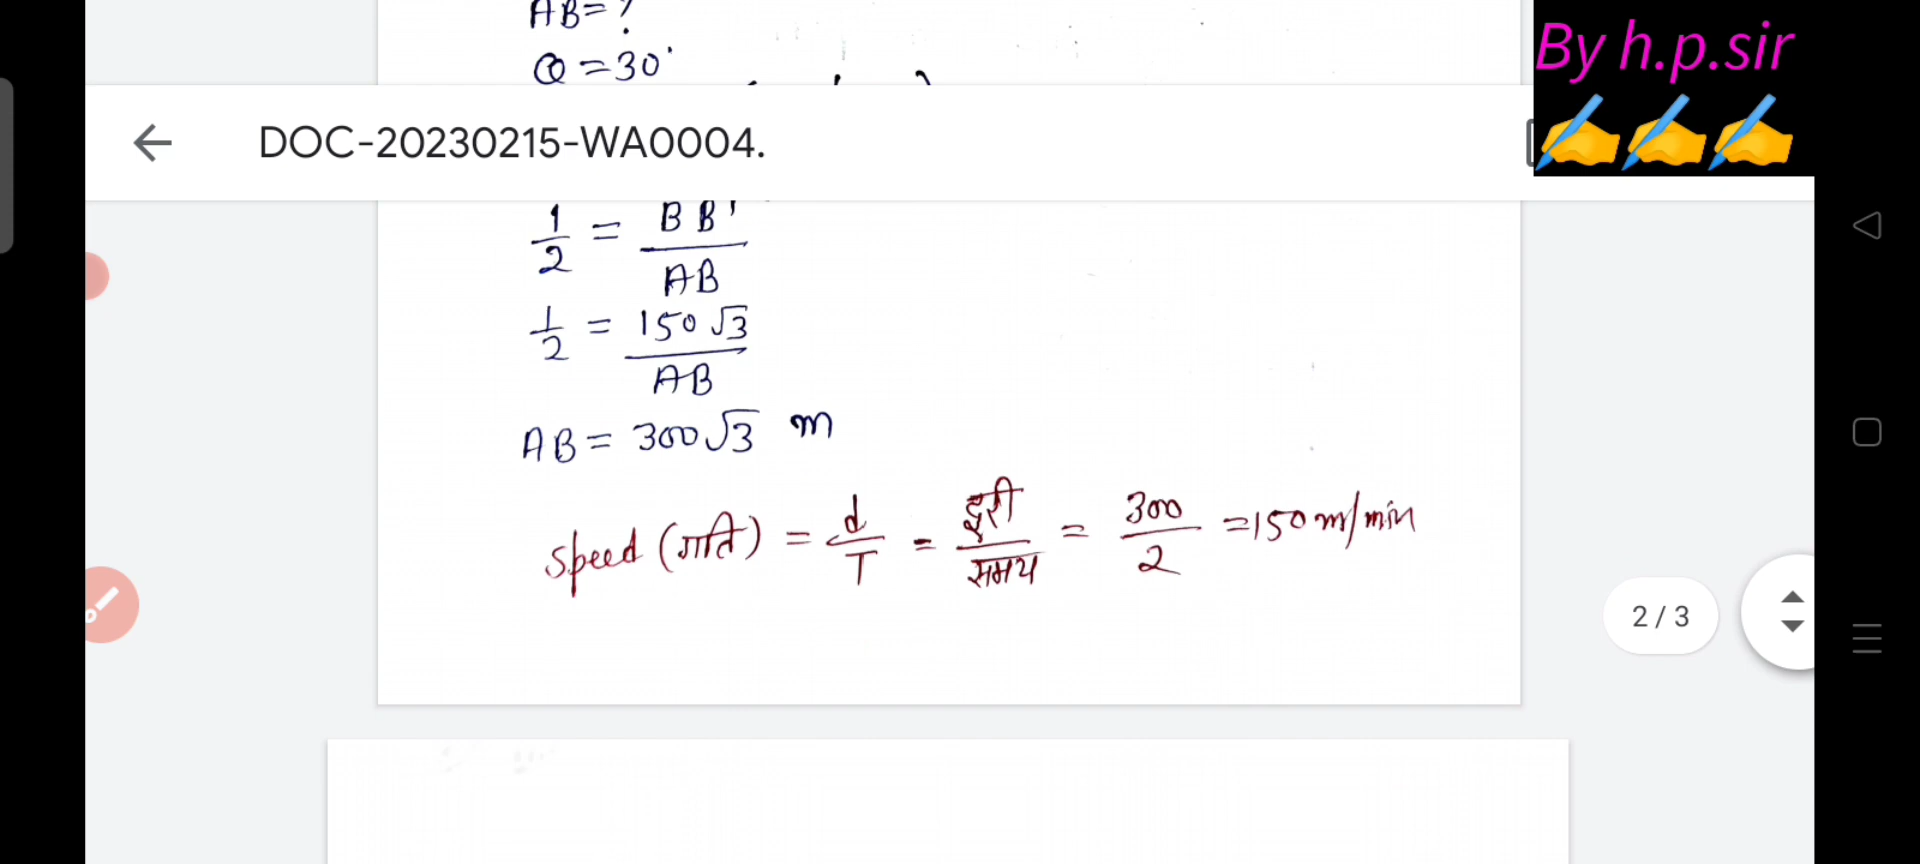 AB = ?
By h.p.sir
θ = 30°
DOC-20230215-WA0004.
1/2 = BB'/AB
1/2 = 150√3/AB
AB = 300√3 m
speed (गति) = d/T = दूरी/समय = 300/2 = 150 m/min
2 / 3